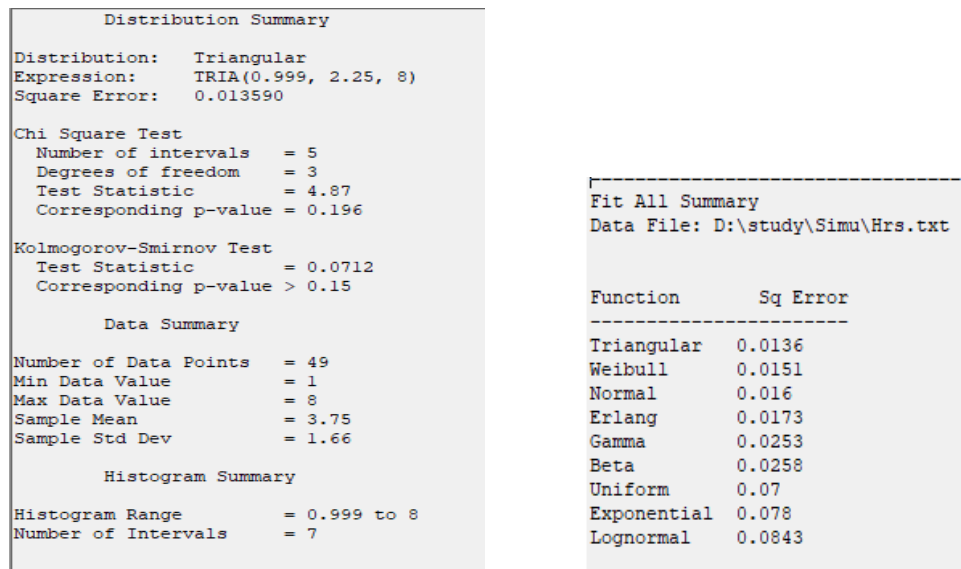 Distribution Summary
Distribution: Triangular
Expression: TRIA(0.999, 2.25, 8)
Square Error: 0.013590
Chi Square Test
Number of intervals = 5
Degrees of freedom = 3
Test Statistic = 4.87
Corresponding p-value = 0.196
Kolmogorov-Smirnov Test
Test Statistic = 0.0712
Corresponding p-value > 0.15
Data Summary
Number of Data Points = 49
Min Data Value = 1
Max Data Value = 8
Sample Mean = 3.75
Sample Std Dev = 1.66
Histogram Summary
Histogram Range = 0.999 to 8
Number of Intervals = 7
Fit All Summary
Data File: D:\study\Simu\Hrs.txt
Function Sq Error
Triangular 0.0136
Weibull 0.0151
Normal 0.016
Erlang 0.0173
Gamma 0.0253
Beta 0.0258
Uniform 0.07
Exponential 0.078
Lognormal 0.0843